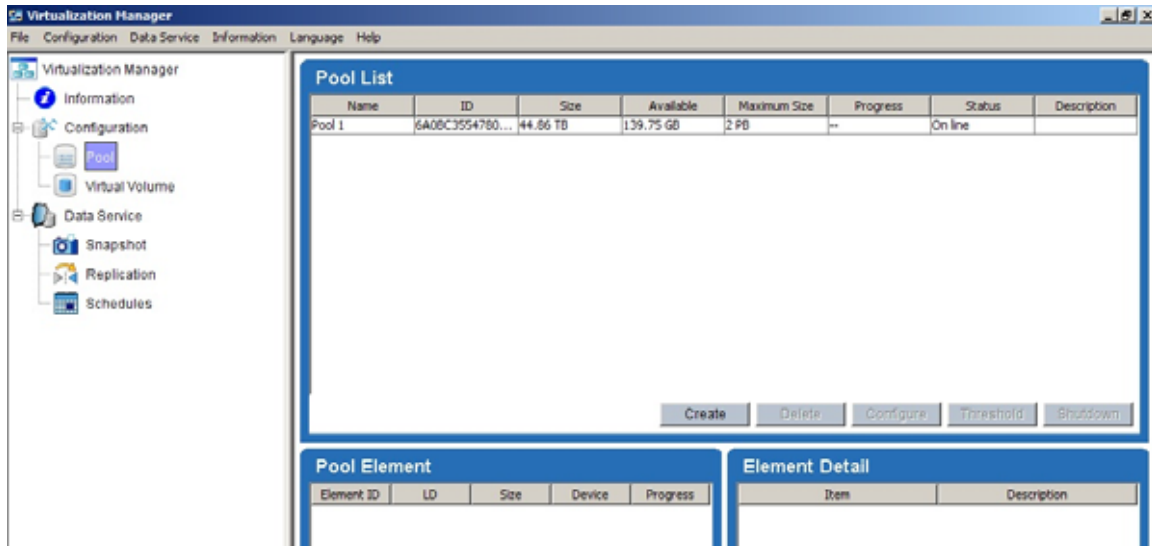 Virtualization Manager
File Configuration Data Service Information Language Help
Virtualization Manager
Information
Configuration
Pool
Virtual Volume
Data Service
Snapshot
Replication
Schedules
Pool List
Name ID Size Available Maximum Size Progress Status Description
Pool 1 6A0BC3554780... 44.86 TB 139.75 GB 2 PB -- On line
Create Delete Configure Threshold Shutdown
Pool Element
Element ID LD Size Device Progress
Element Detail
Item Description